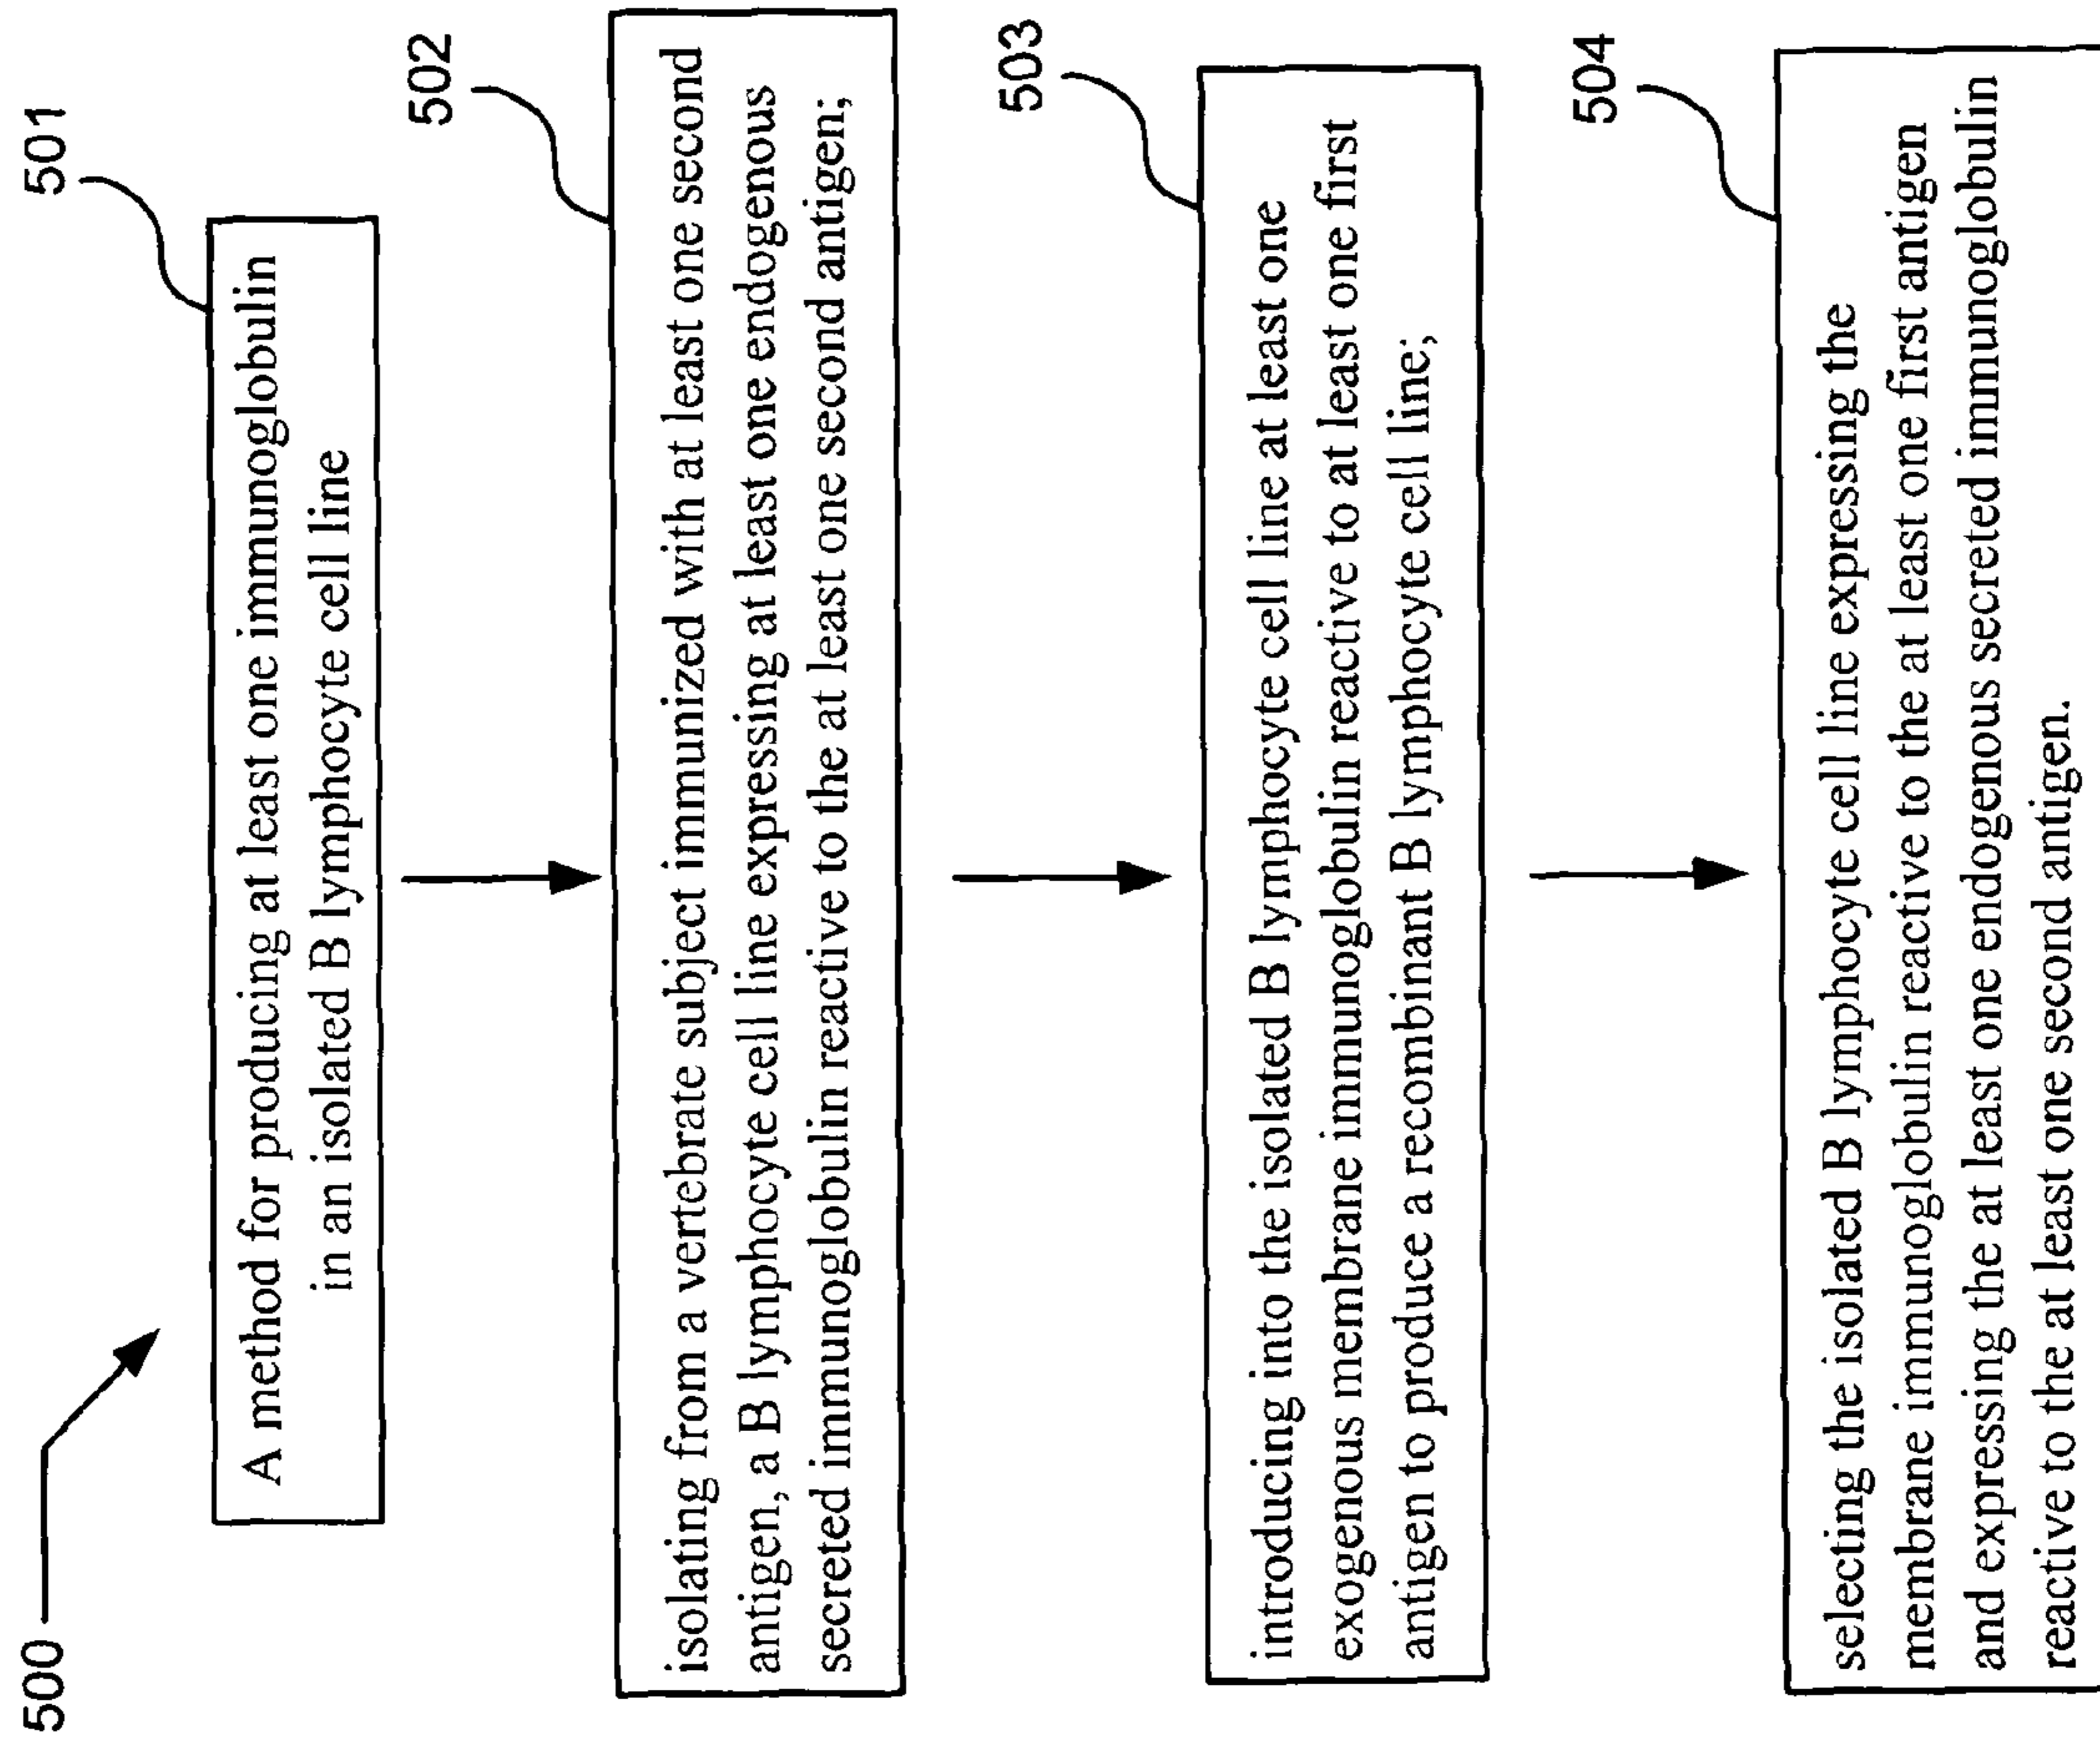 500
501
A method for producing at least one immunoglobulin
in an isolated B lymphocyte cell line
502
isolating from a vertebrate subject immunized with at least one second
antigen, a B lymphocyte cell line expressing at least one endogenous
secreted immunoglobulin reactive to the at least one second antigen;
503
introducing into the isolated B lymphocyte cell line at least one
exogenous membrane immunoglobulin reactive to at least one first
antigen to produce a recombinant B lymphocyte cell line;
504
selecting the isolated B lymphocyte cell line expressing the
membrane immunoglobulin reactive to the at least one first antigen
and expressing the at least one endogenous secreted immunoglobulin
reactive to the at least one second antigen.